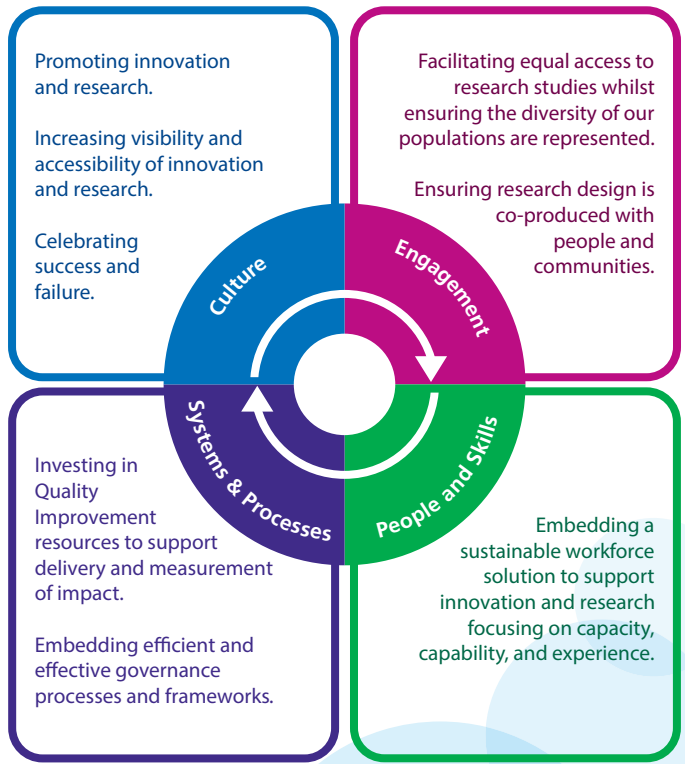 Promoting innovation
and research.
Increasing visibility and
accessibility of innovation
and research.
Celebrating
success and
failure.
Culture
Facilitating equal access to
research studies whilst
ensuring the diversity of our
populations are represented.
Ensuring research design is
co-produced with
people and
communities.
Engagement
Systems & Processes
Investing in
Quality
Improvement
resources to support
delivery and measurement
of impact.
Embedding efficient and
effective governance
processes and frameworks.
People and Skills
Embedding a
sustainable workforce
solution to support
innovation and research
focusing on capacity,
capability, and experience.